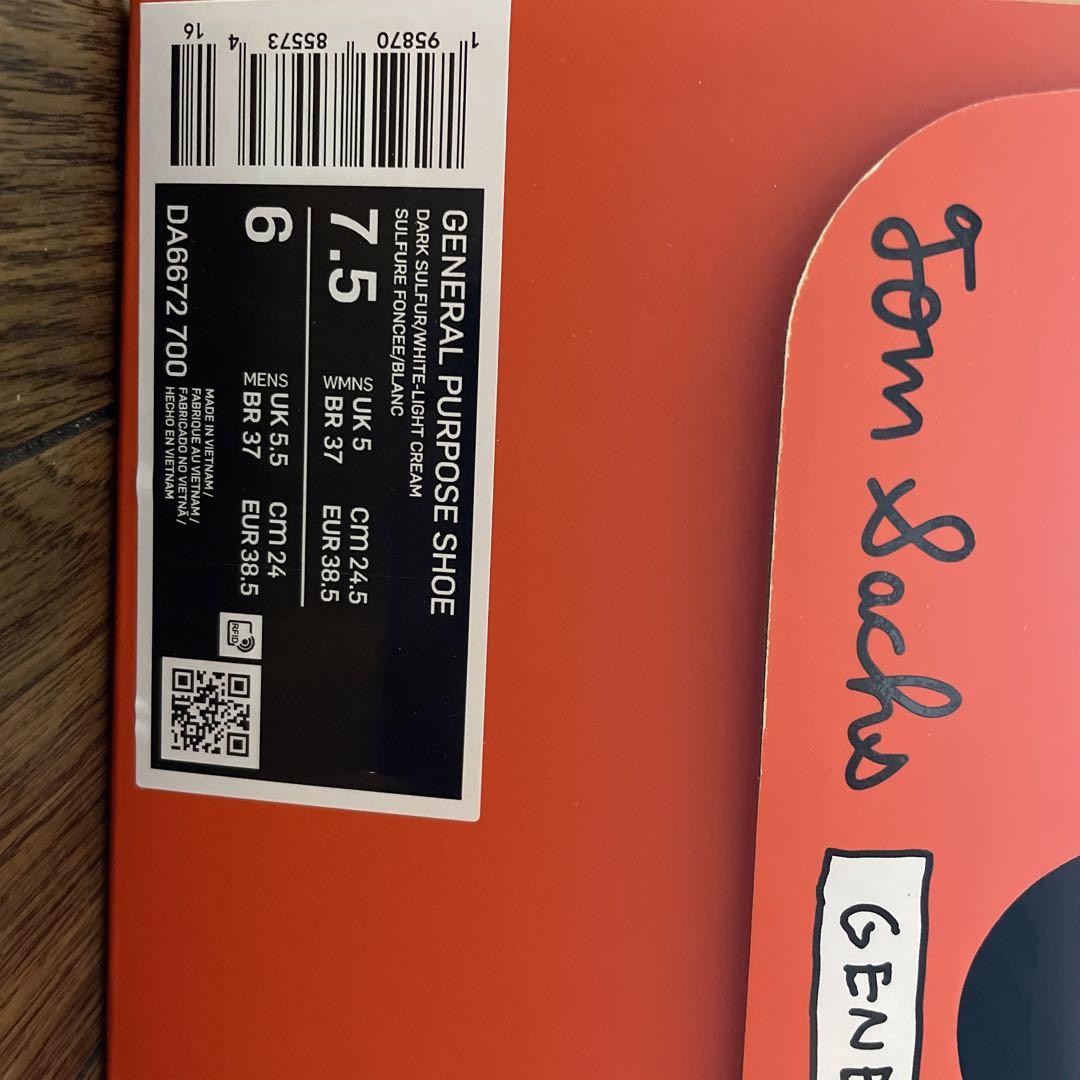 GENERAL PURPOSE SHOE
DARK SULFUR/WHITE-LIGHT CREAM
SULFURE FONCEE/BLANC
7.5 WMNS UK 5 cm 24.5
BR 37 EUR 38.5
6 MENS UK 5.5 cm 24
BR 37 EUR 38.5
DA6672 700
MADE IN VIETNAM /
FABRIQUE AU VIETNAM /
FABRICADO NO VIETNÃ /
HECHO EN VIETNAM
RFID
1 95870 85573 4 16
Tom Sachs
GENE